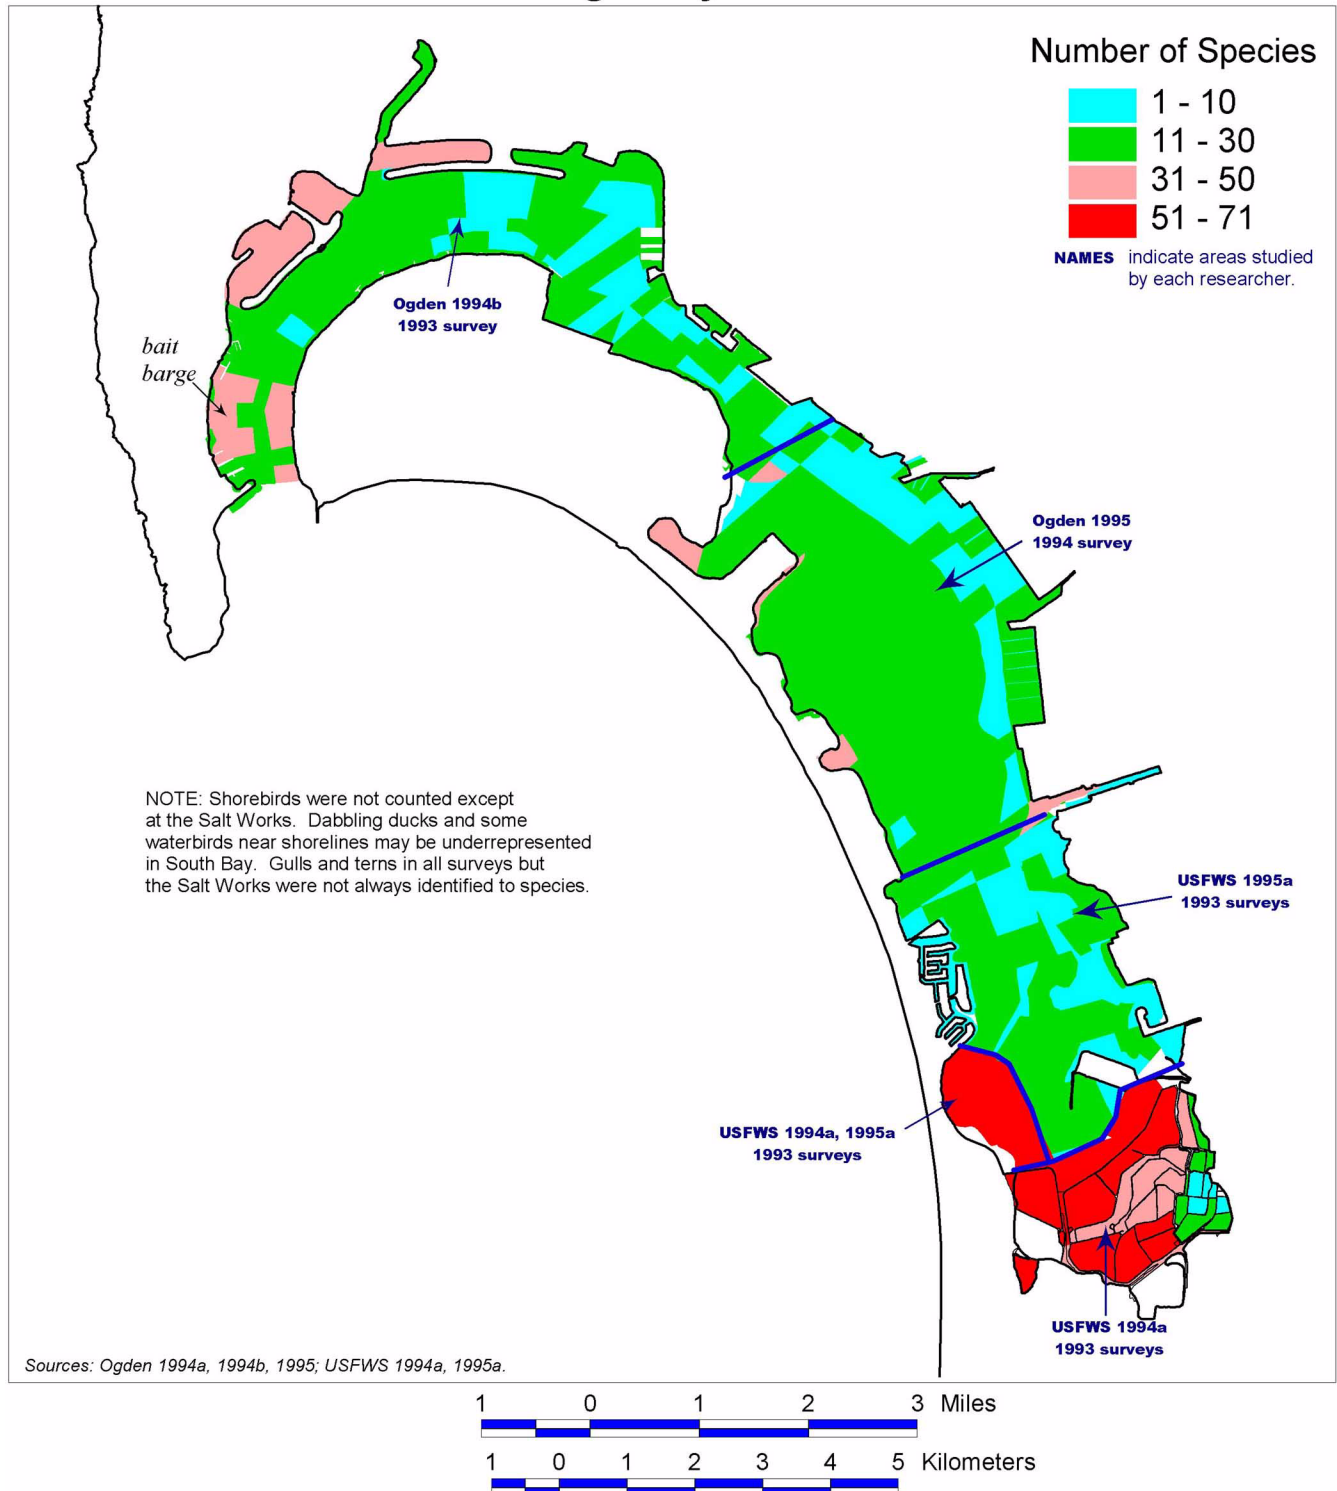 Number of Species
1 - 10
11 - 30
31 - 50
51 - 71
NAMES indicate areas studied
by each researcher.
Ogden 1994b
1993 survey
bait
barge
Ogden 1995
1994 survey
NOTE: Shorebirds were not counted except
at the Salt Works. Dabbling ducks and some
waterbirds near shorelines may be underrepresented
in South Bay. Gulls and terns in all surveys but
the Salt Works were not always identified to species.
USFWS 1995a
1993 surveys
USFWS 1994a, 1995a
1993 surveys
USFWS 1994a
1993 surveys
Sources: Ogden 1994a, 1994b, 1995; USFWS 1994a, 1995a.
1 0 1 2 3 Miles
1 0 1 2 3 4 5 Kilometers